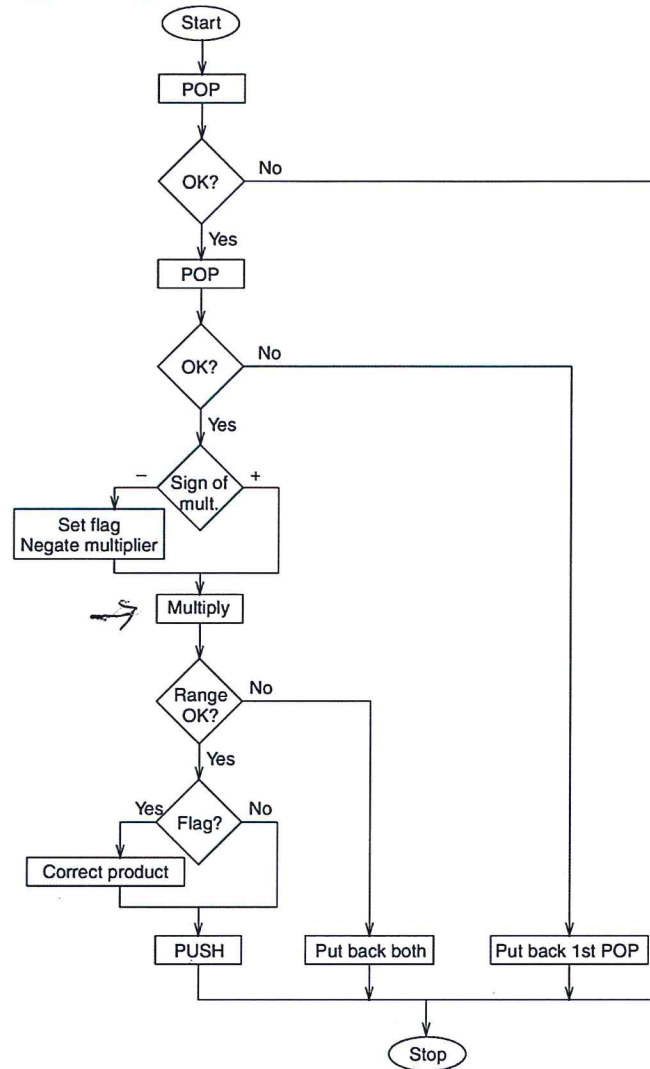 Start
POP
OK?
No
Yes
POP
OK?
No
Yes
–
Sign of
mult.
+
Set flag
Negate multiplier
Multiply
Range
OK?
No
Yes
Yes
Flag?
No
Correct product
PUSH
Put back both
Put back 1st POP
Stop